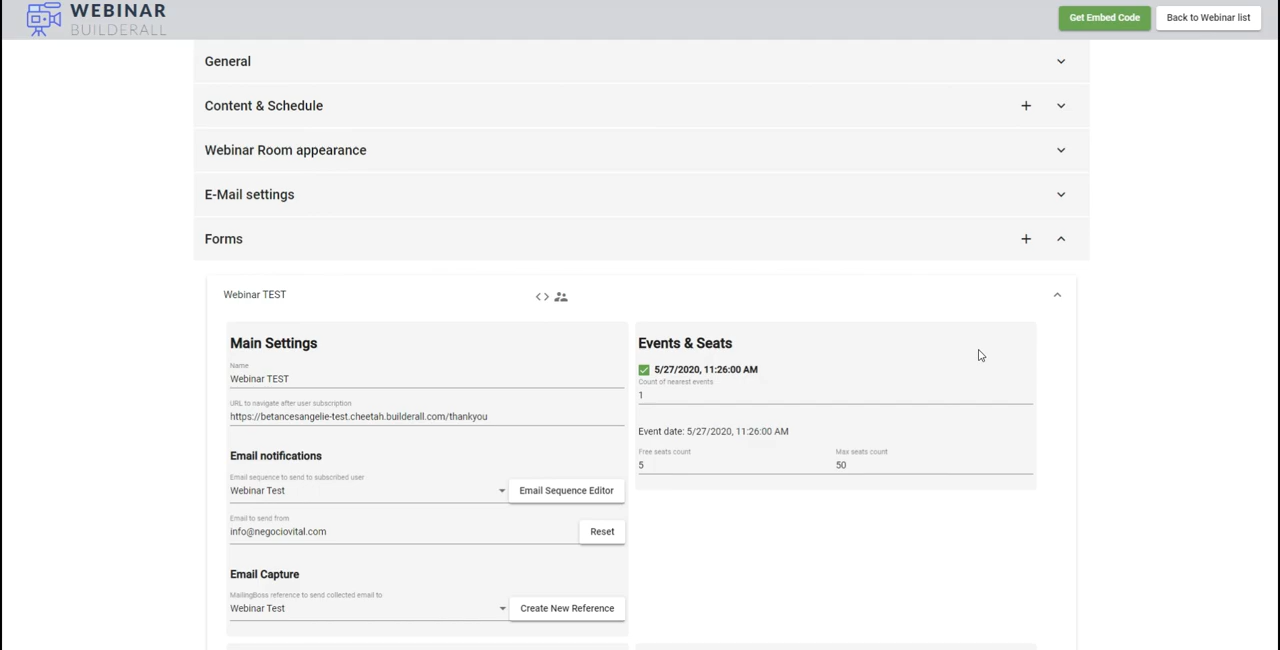 WEBINAR
BUILDERALL
Get Embed Code
Back to Webinar list
General
Content & Schedule
Webinar Room appearance
E-Mail settings
Forms
Webinar TEST
Main Settings
Name
Webinar TEST
URL to navigate after user subscription
https://betancesangelie-test.cheetah.builderall.com/thankyou
Email notifications
Email sequence to send to subscribed user
Webinar Test
Email Sequence Editor
Email to send from
info@negociovital.com
Reset
Email Capture
MailingBoss reference to send collected email to
Webinar Test
Create New Reference
Events & Seats
5/27/2020, 11:26:00 AM
Count of nearest events
1
Event date: 5/27/2020, 11:26:00 AM
Free seats count
5
Max seats count
50